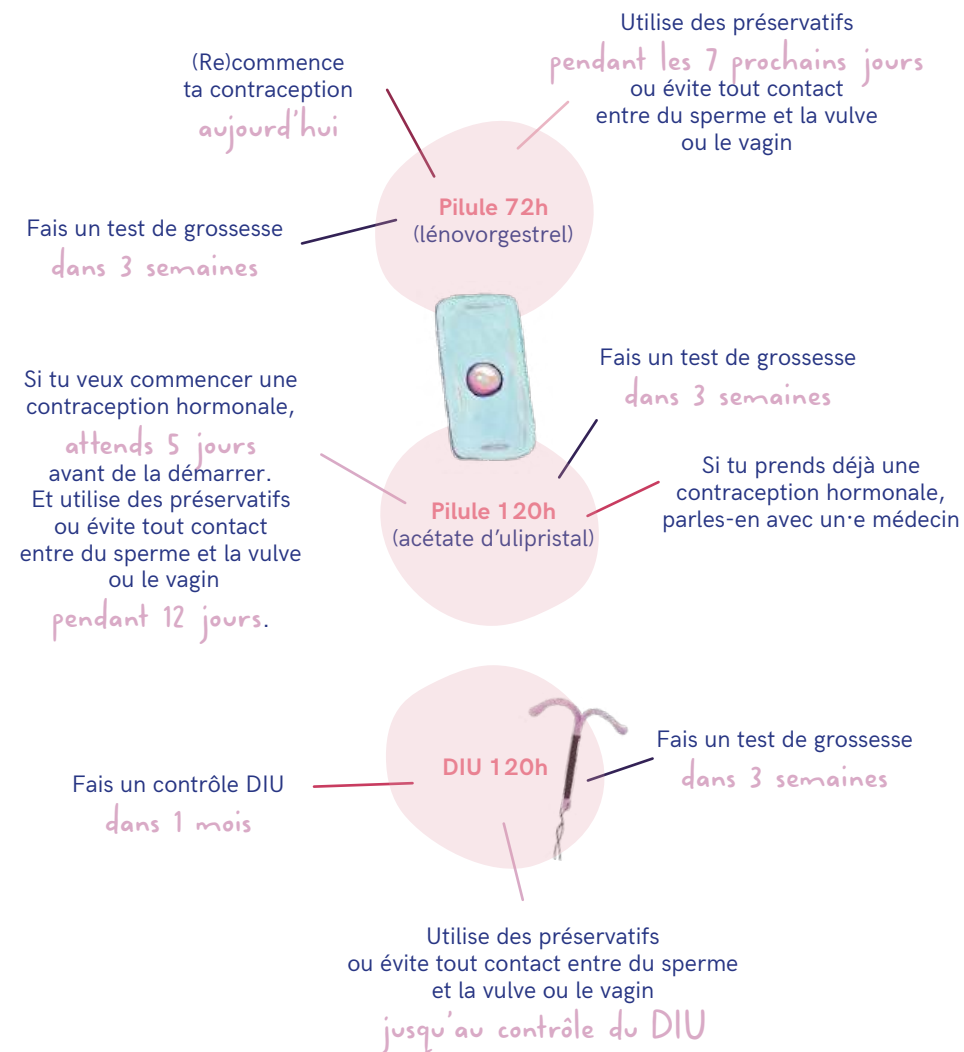 (Re)commence
ta contraception
aujourd'hui
Utilise des préservatifs
pendant les 7 prochains jours
ou évite tout contact
entre du sperme et la vulve
ou le vagin
Pilule 72h
(lénovorgestrel)
Fais un test de grossesse
dans 3 semaines
Si tu veux commencer une
contraception hormonale,
attends 5 jours
avant de la démarrer.
Et utilise des préservatifs
ou évite tout contact
entre du sperme et la vulve
ou le vagin
pendant 12 jours.
Fais un test de grossesse
dans 3 semaines
Si tu prends déjà une
contraception hormonale,
parles-en avec un·e médecin
Pilule 120h
(acétate d'ulipristal)
DIU 120h
Fais un test de grossesse
dans 3 semaines
Fais un contrôle DIU
dans 1 mois
Utilise des préservatifs
ou évite tout contact entre du sperme
et la vulve ou le vagin
jusqu'au contrôle du DIU